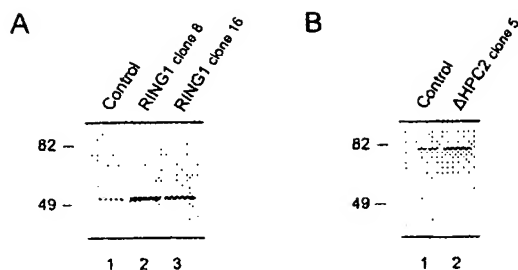 A
Control
RING1 clone 8
RING1 clone 16
82 –
49 –
1 2 3
B
Control
ΔHPC2 clone 5
82 –
49 –
1 2